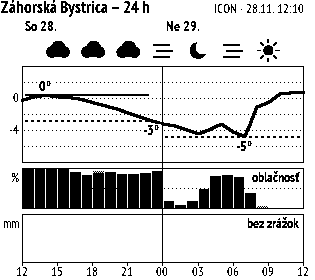 Záhorská Bystrica – 24 h ICON · 28.11. 12:10
So 28. Ne 29.
0°
0
-3°
-4
-5°
% oblačnosť
mm bez zrážok
12 15 18 21 00 03 06 09 12